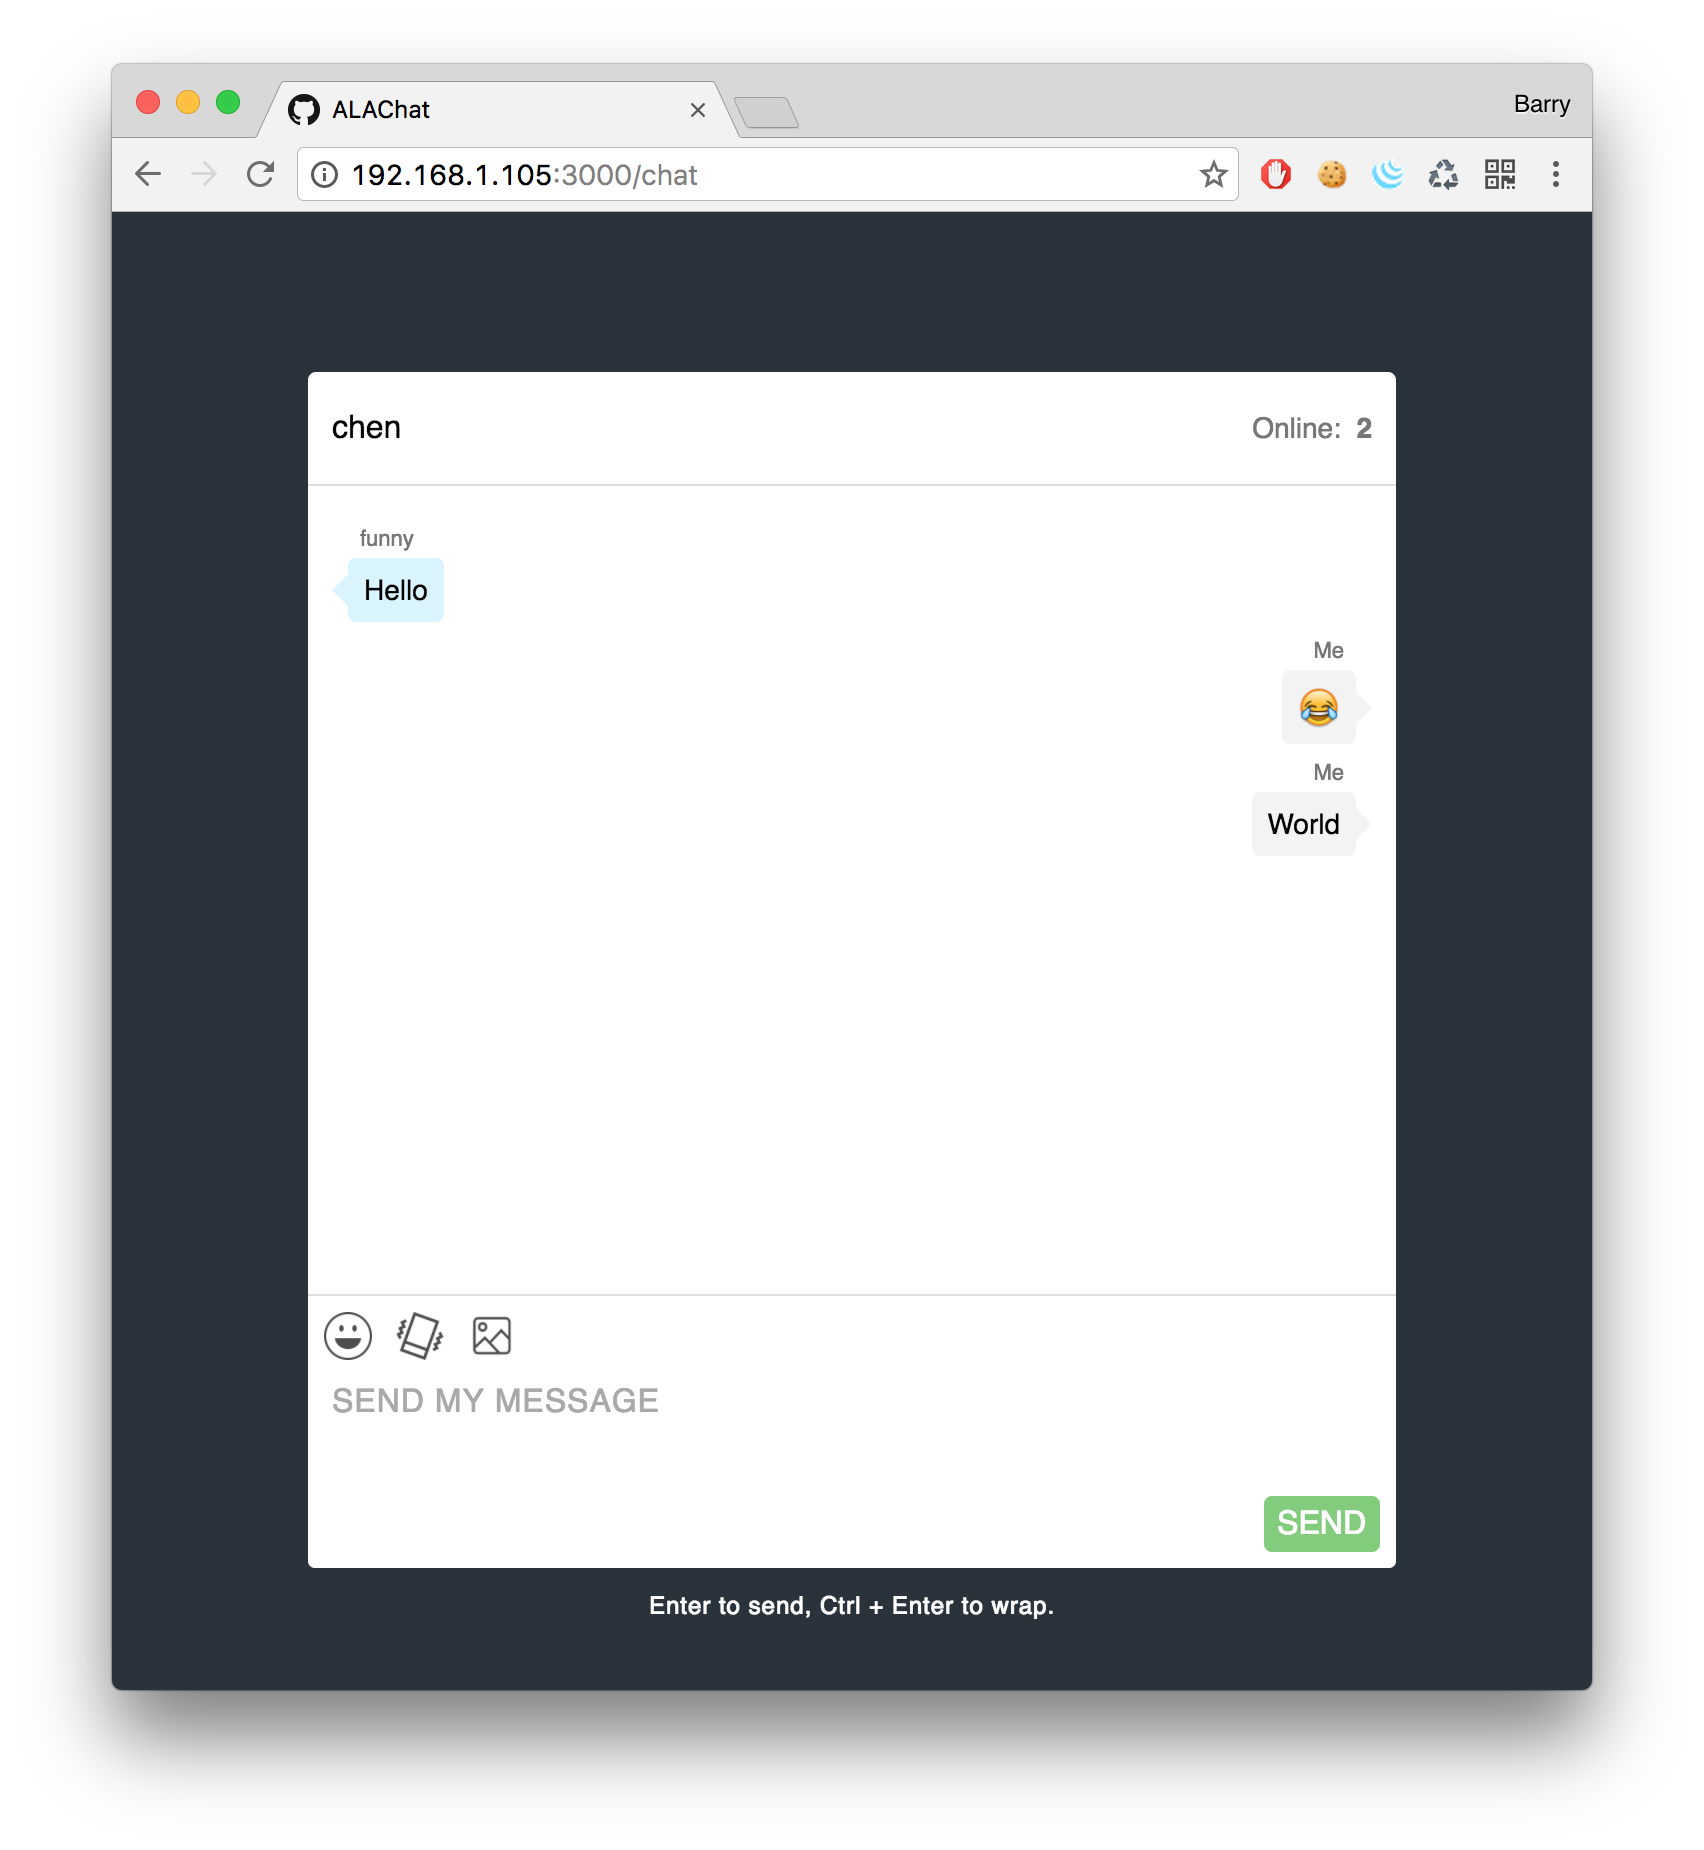 ALAChat
Barry
192.168.1.105:3000/chat
chen
Online: 2
funny
Hello
Me
😂
Me
World
SEND MY MESSAGE
SEND
Enter to send, Ctrl + Enter to wrap.